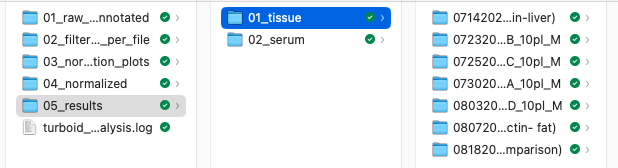 01_raw_...nnotated
02_filter..._per_file
03_nor...tion_plots
04_normalized
05_results
turboid_...alysis.log
01_tissue
02_serum
0714202...in-liver)
072320...B_10pl_M
072520...C_10pl_M
073020...A_10pl_M
080320...D_10pl_M
080720...ctin- fat)
081820...mparison)